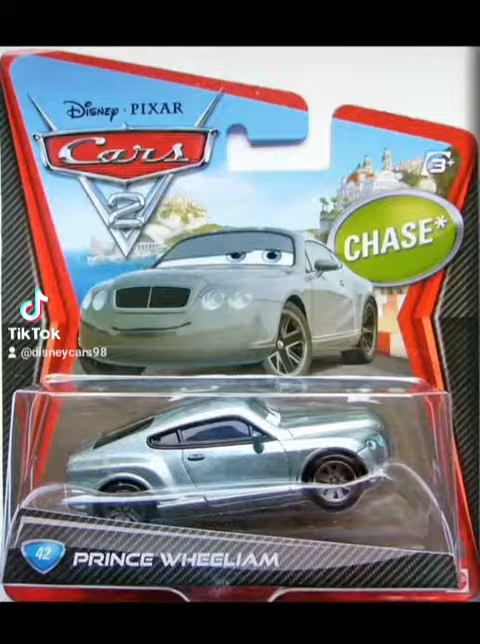 Disney · PIXAR
Cars
2
3+
CHASE*
TikTok
@disneycars98
42
PRINCE WHEELIAM